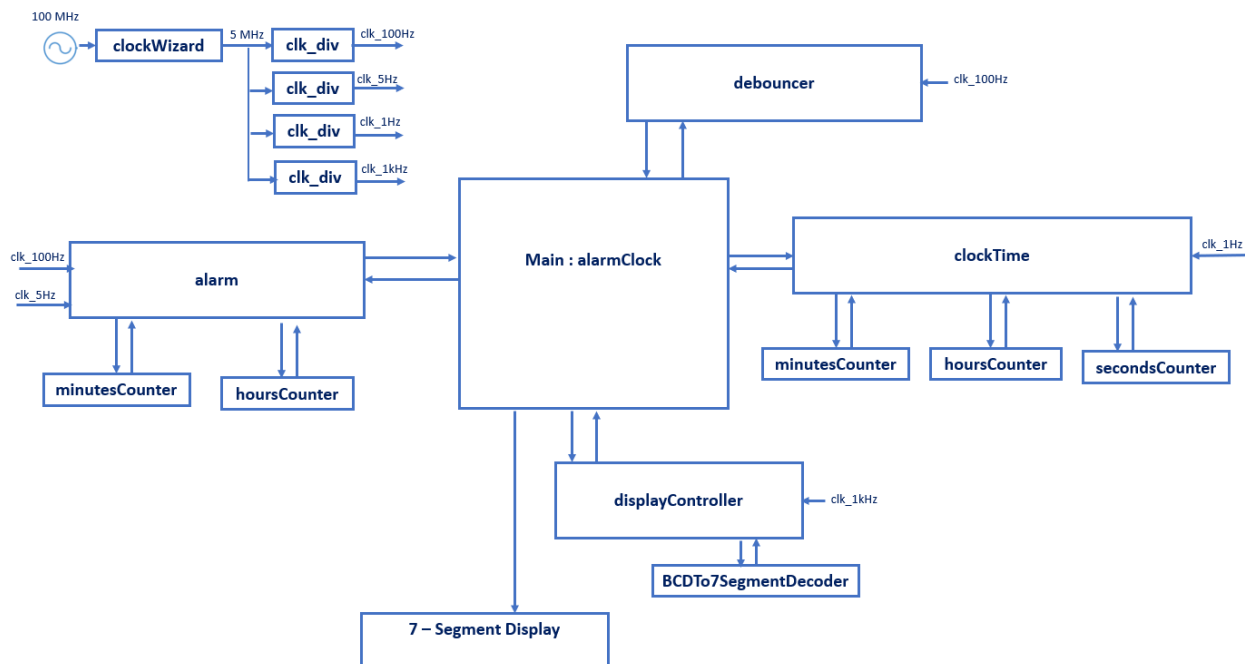 100 MHz
clockWizard
5 MHz
clk_div
clk_100Hz
clk_div
clk_5Hz
clk_div
clk_1Hz
clk_div
clk_1kHz
debouncer
clk_100Hz
Main : alarmClock
clk_100Hz
clk_5Hz
alarm
minutesCounter
hoursCounter
clockTime
clk_1Hz
minutesCounter
hoursCounter
secondsCounter
displayController
clk_1kHz
BCDTo7SegmentDecoder
7 – Segment Display